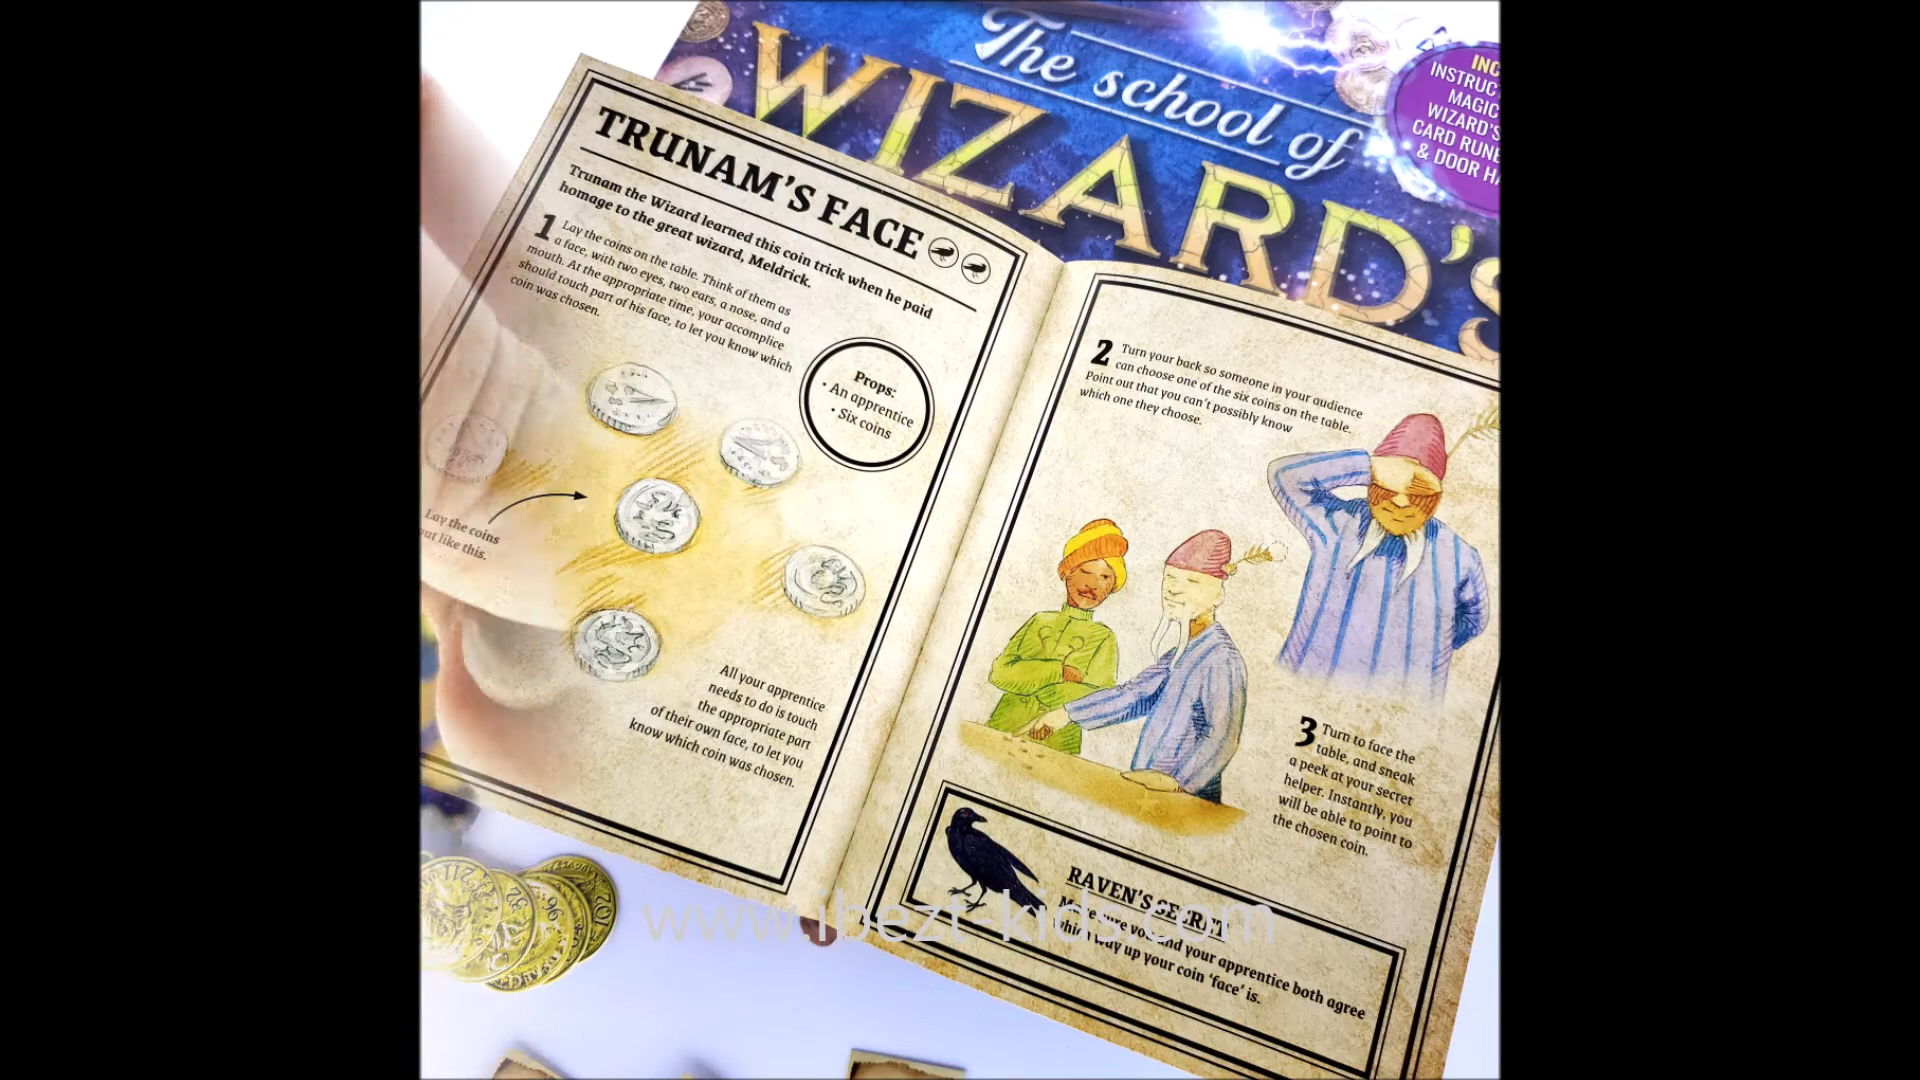 The school of
WIZARD'S
INSTRUC
MAGIC
WIZARD'S
CARD RUNE
& DOOR HA
TRUNAM'S FACE
Trunam the Wizard learned this coin trick when he paid
homage to the great wizard, Meldrick.
1 Lay the coins on the table. Think of them as
a face, with two eyes, two ears, a nose, and a
mouth. At the appropriate time, your accomplice
should touch part of his face, to let you know which
coin was chosen.
Props:
• An apprentice
• Six coins
Lay the coins
out like this.
All your apprentice
needs to do is touch
the appropriate part
of their own face, to let you
know which coin was chosen.
2 Turn your back so someone in your audience
can choose one of the six coins on the table.
Point out that you can't possibly know
which one they choose.
3 Turn to face the
table, and sneak
a peek at your secret
helper. Instantly, you
will be able to point to
the chosen coin.
RAVEN'S SECRET
Make sure you and your apprentice both agree
which way up your coin 'face' is.
www.ibezt-kids.com